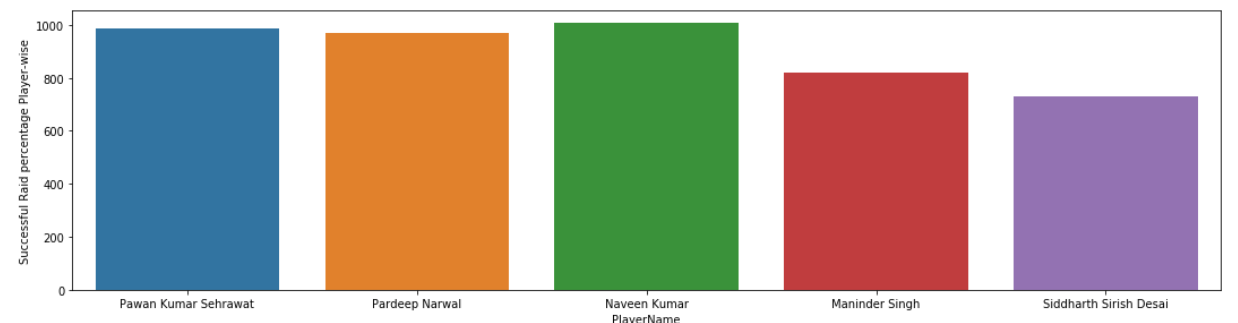 Successful Raid percentage Player-wise
1000
800
600
400
200
0
Pawan Kumar Sehrawat
Pardeep Narwal
Naveen Kumar
Maninder Singh
Siddharth Sirish Desai
PlayerName